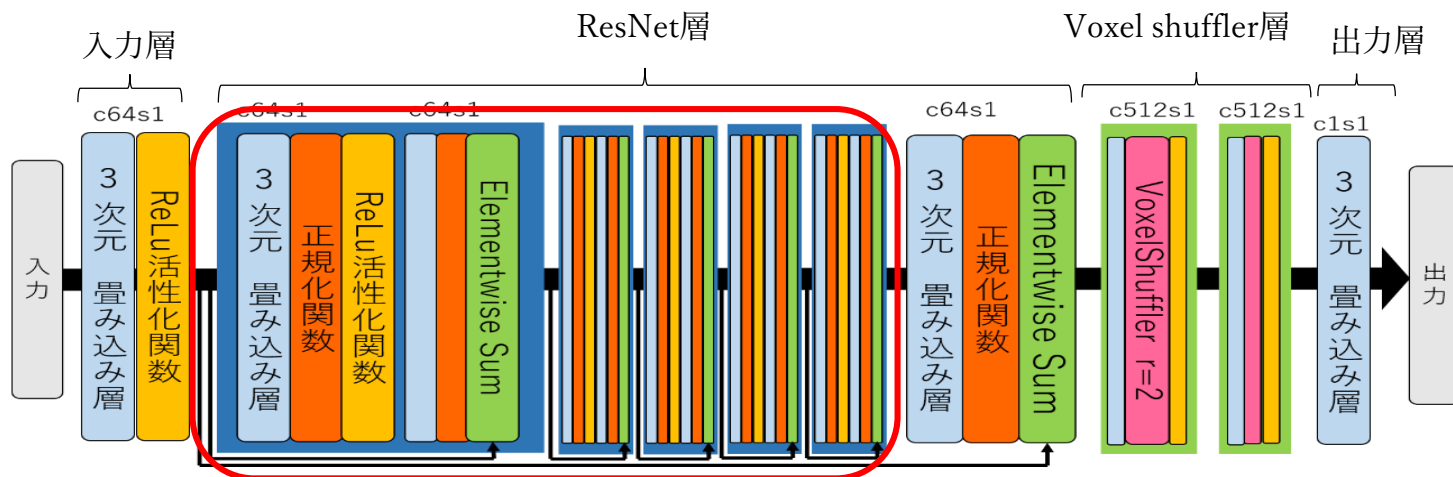 入力層
ResNet層
Voxel shuffler層
出力層
c64s1
c64s1
c64s1
c64s1
c512s1
c512s1
c1s1
入力
3次元 畳み込み層
ReLu活性化関数
3次元 畳み込み層
正規化関数
ReLu活性化関数
Elementwise Sum
3次元 畳み込み層
正規化関数
Elementwise Sum
VoxelShuffler r=2
3次元 畳み込み層
出力